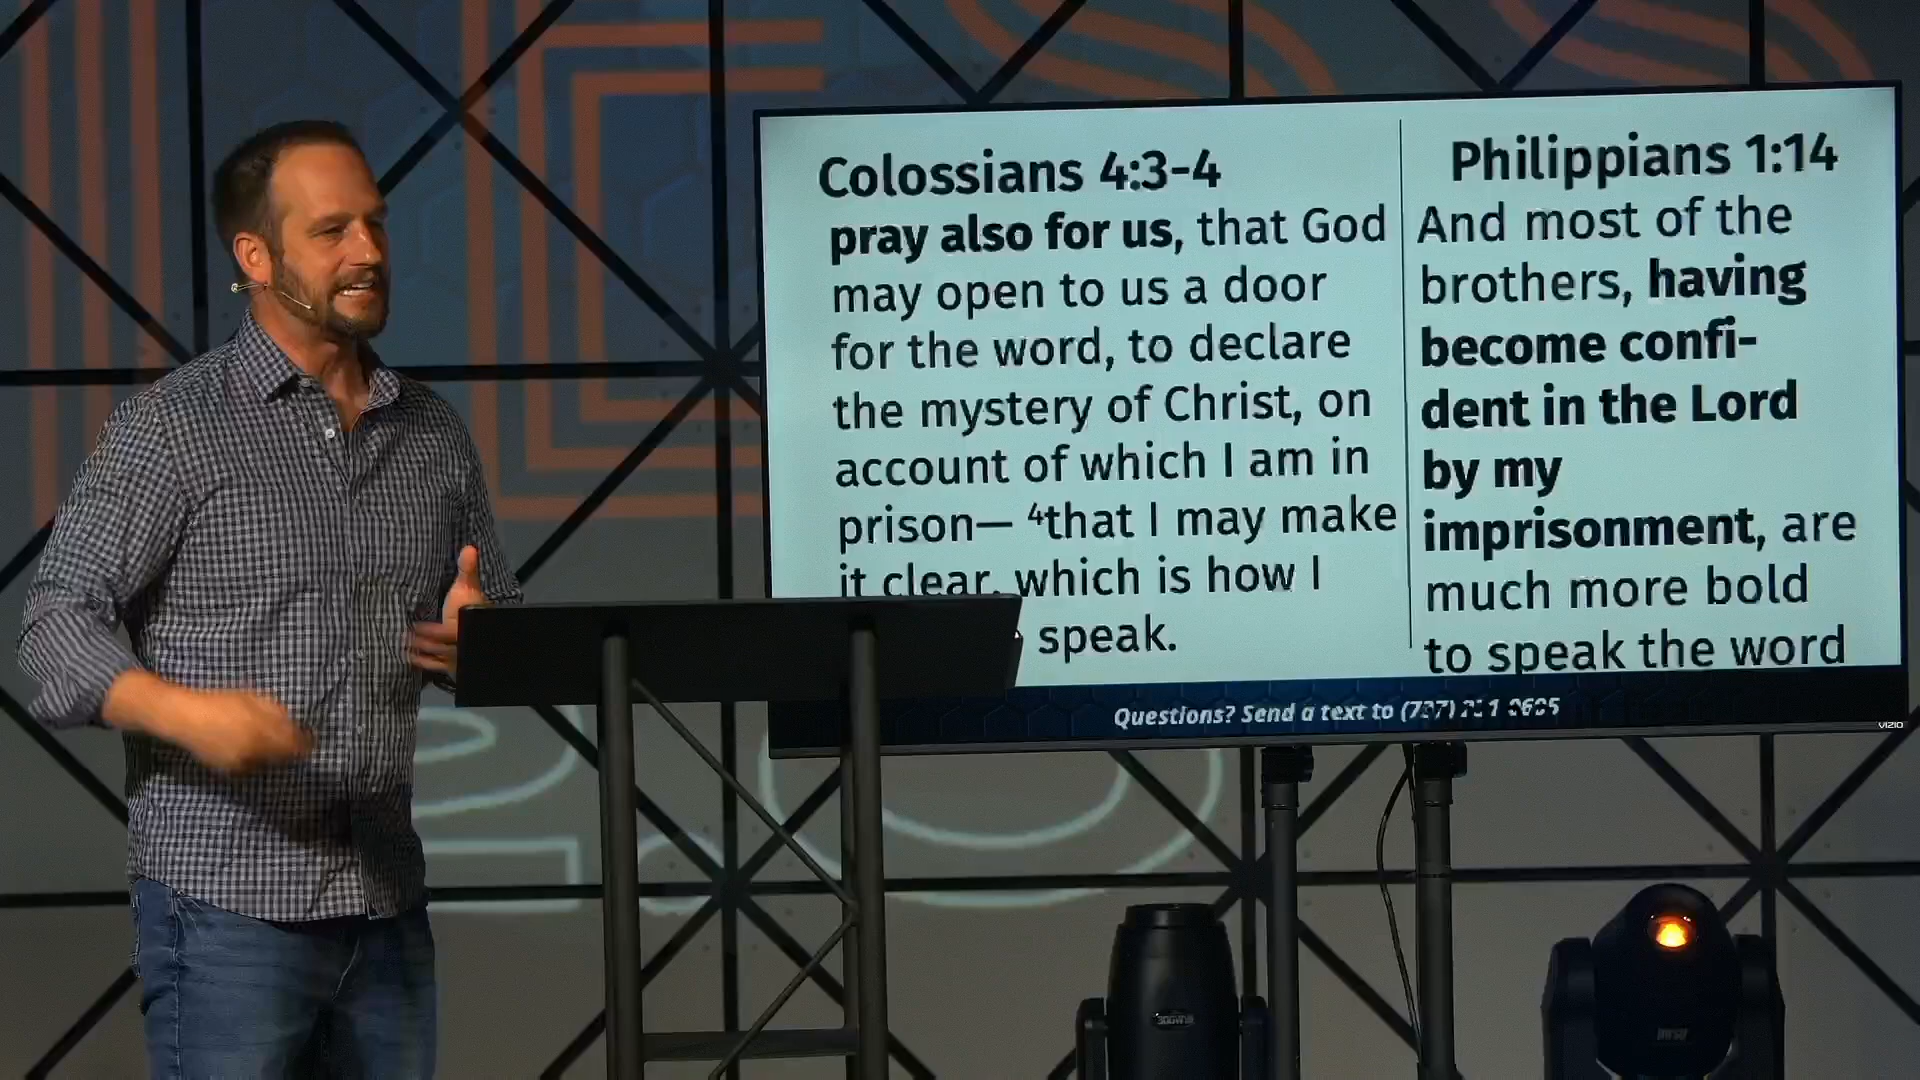 Colossians 4:3-4
pray also for us, that God
may open to us a door
for the word, to declare
the mystery of Christ, on
account of which I am in
prison— ⁴that I may make
it clear, which is how I
speak.
Philippians 1:14
And most of the
brothers, having
become confi-
dent in the Lord
by my
imprisonment, are
much more bold
to speak the word
Questions? Send a text to
VIZIO